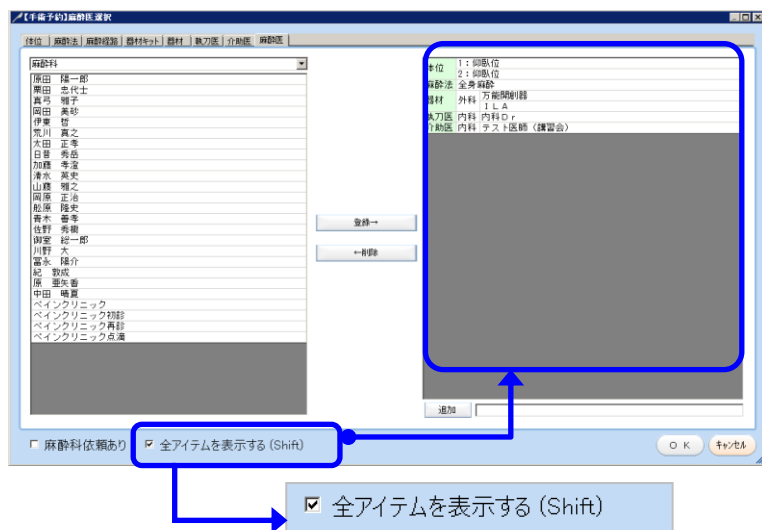 【手術予約】麻酔医選択
体位 麻酔法 麻酔経路 器材キット 器材 執刀医 介助医 麻酔医
麻酔科
原田 陽一郎
栗田 忠代士
真弓 雅子
岡田 美砂
伊東 哲
荒川 真之
太田 正孝
日昔 秀岳
加藤 孝澄
清水 英史
山藤 雅之
岡原 正治
舩原 隆史
青木 善孝
佐野 秀樹
御室 総一郎
川野 大
冨永 陽介
紀 敦成
原 亜矢香
中田 晴夏
ペインクリニック
ペインクリニック初診
ペインクリニック再診
ペインクリニック点滴
登録→
←削除
体位 1:仰臥位
2:仰臥位
麻酔法 全身麻酔
器材 外科 万能開創器
ILA
執刀医 内科 内科Dr
介助医 内科 テスト医師(講習会)
追加
麻酔科依頼あり 全アイテムを表示する(Shift)
OK キャンセル
全アイテムを表示する(Shift)